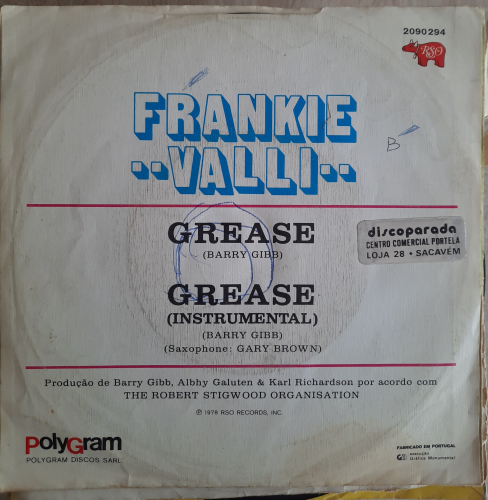 2090294
RSO
FRANKIE
VALLI
B
GREASE
(BARRY GIBB)
discoparada
CENTRO COMERCIAL PORTELA
LOJA 28 • SACAVÉM
GREASE
(INSTRUMENTAL)
(BARRY GIBB)
(Saxophone: GARY BROWN)
Produção de Barry Gibb, Albhy Galuten & Karl Richardson por acordo com
THE ROBERT STIGWOOD ORGANISATION
℗ 1978 RSO RECORDS, INC.
PolyGram
POLYGRAM DISCOS SARL
FABRICADO EM PORTUGAL
Gráfica Monumental